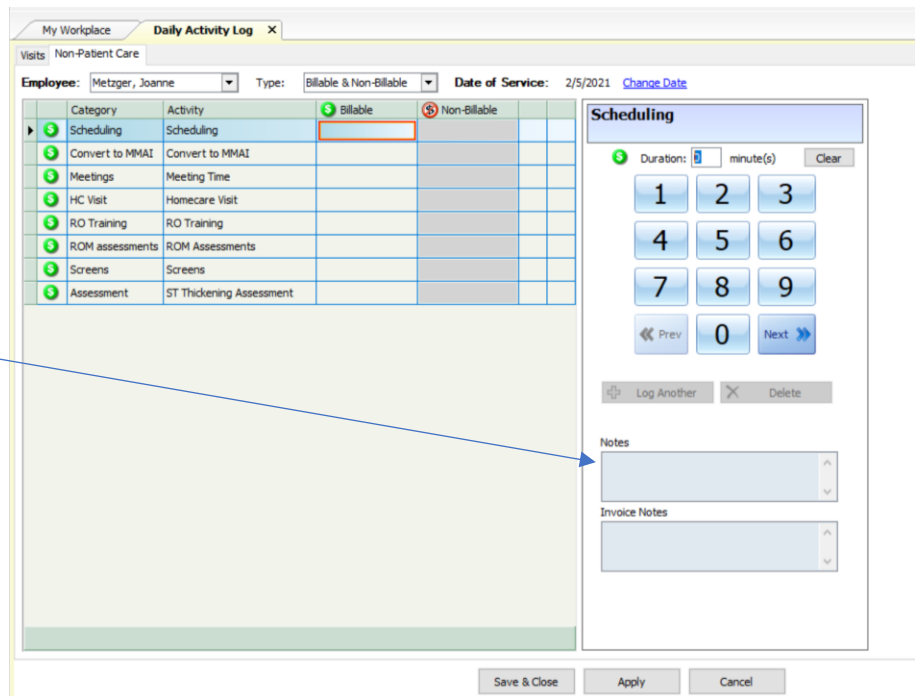 My Workplace Daily Activity Log X
Visits Non-Patient Care
Employee: Metzger, Joanne Type: Billable & Non-Billable Date of Service: 2/5/2021 Change Date
Category Activity $ Billable $ Non-Billable
$ Scheduling Scheduling
$ Convert to MMAI Convert to MMAI
$ Meetings Meeting Time
$ HC Visit Homecare Visit
$ RO Training RO Training
$ ROM assessments ROM Assessments
$ Screens Screens
$ Assessment ST Thickening Assessment
Scheduling
$ Duration: 0 minute(s) Clear
1 2 3
4 5 6
7 8 9
Prev 0 Next
Log Another Delete
Notes
Invoice Notes
Save & Close Apply Cancel